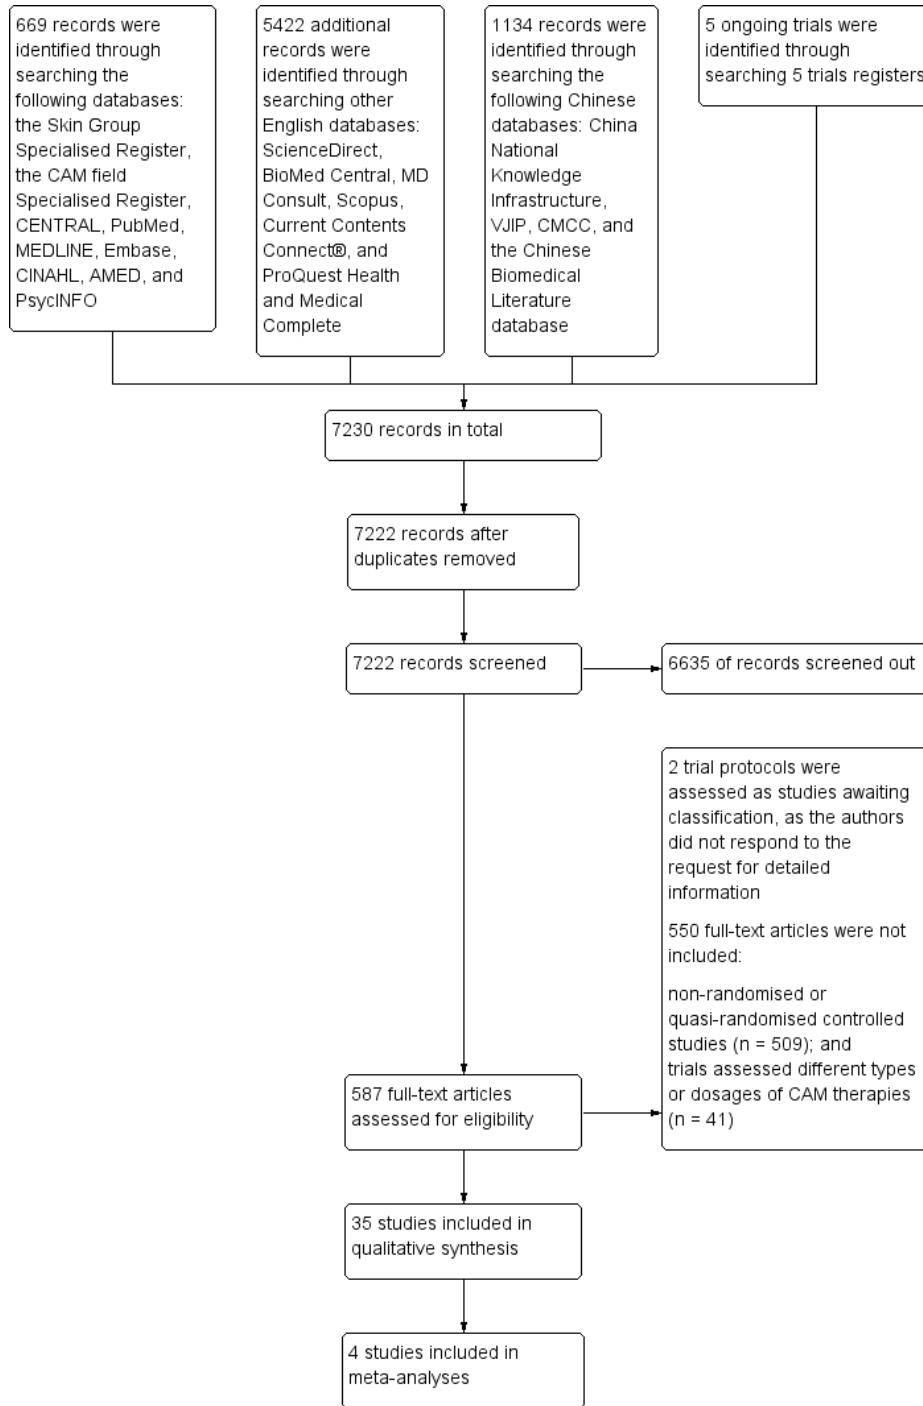 669 records were
identified through
searching the
following databases:
the Skin Group
Specialised Register,
the CAM field
Specialised Register,
CENTRAL, PubMed,
MEDLINE, Embase,
CINAHL, AMED, and
PsycINFO
5422 additional
records were
identified through
searching other
English databases:
ScienceDirect,
BioMed Central, MD
Consult, Scopus,
Current Contents
Connect®, and
ProQuest Health
and Medical
Complete
1134 records were
identified through
searching the
following Chinese
databases: China
National
Knowledge
Infrastructure,
VJIP, CMCC, and
the Chinese
Biomedical
Literature
database
5 ongoing trials were
identified through
searching 5 trials registers
7230 records in total
7222 records after
duplicates removed
7222 records screened
6635 of records screened out
2 trial protocols were
assessed as studies awaiting
classification, as the authors
did not respond to the
request for detailed
information
550 full-text articles were not
included:
non-randomised or
quasi-randomised controlled
studies (n = 509); and
trials assessed different types
or dosages of CAM therapies
(n = 41)
587 full-text articles
assessed for eligibility
35 studies included in
qualitative synthesis
4 studies included in
meta-analyses